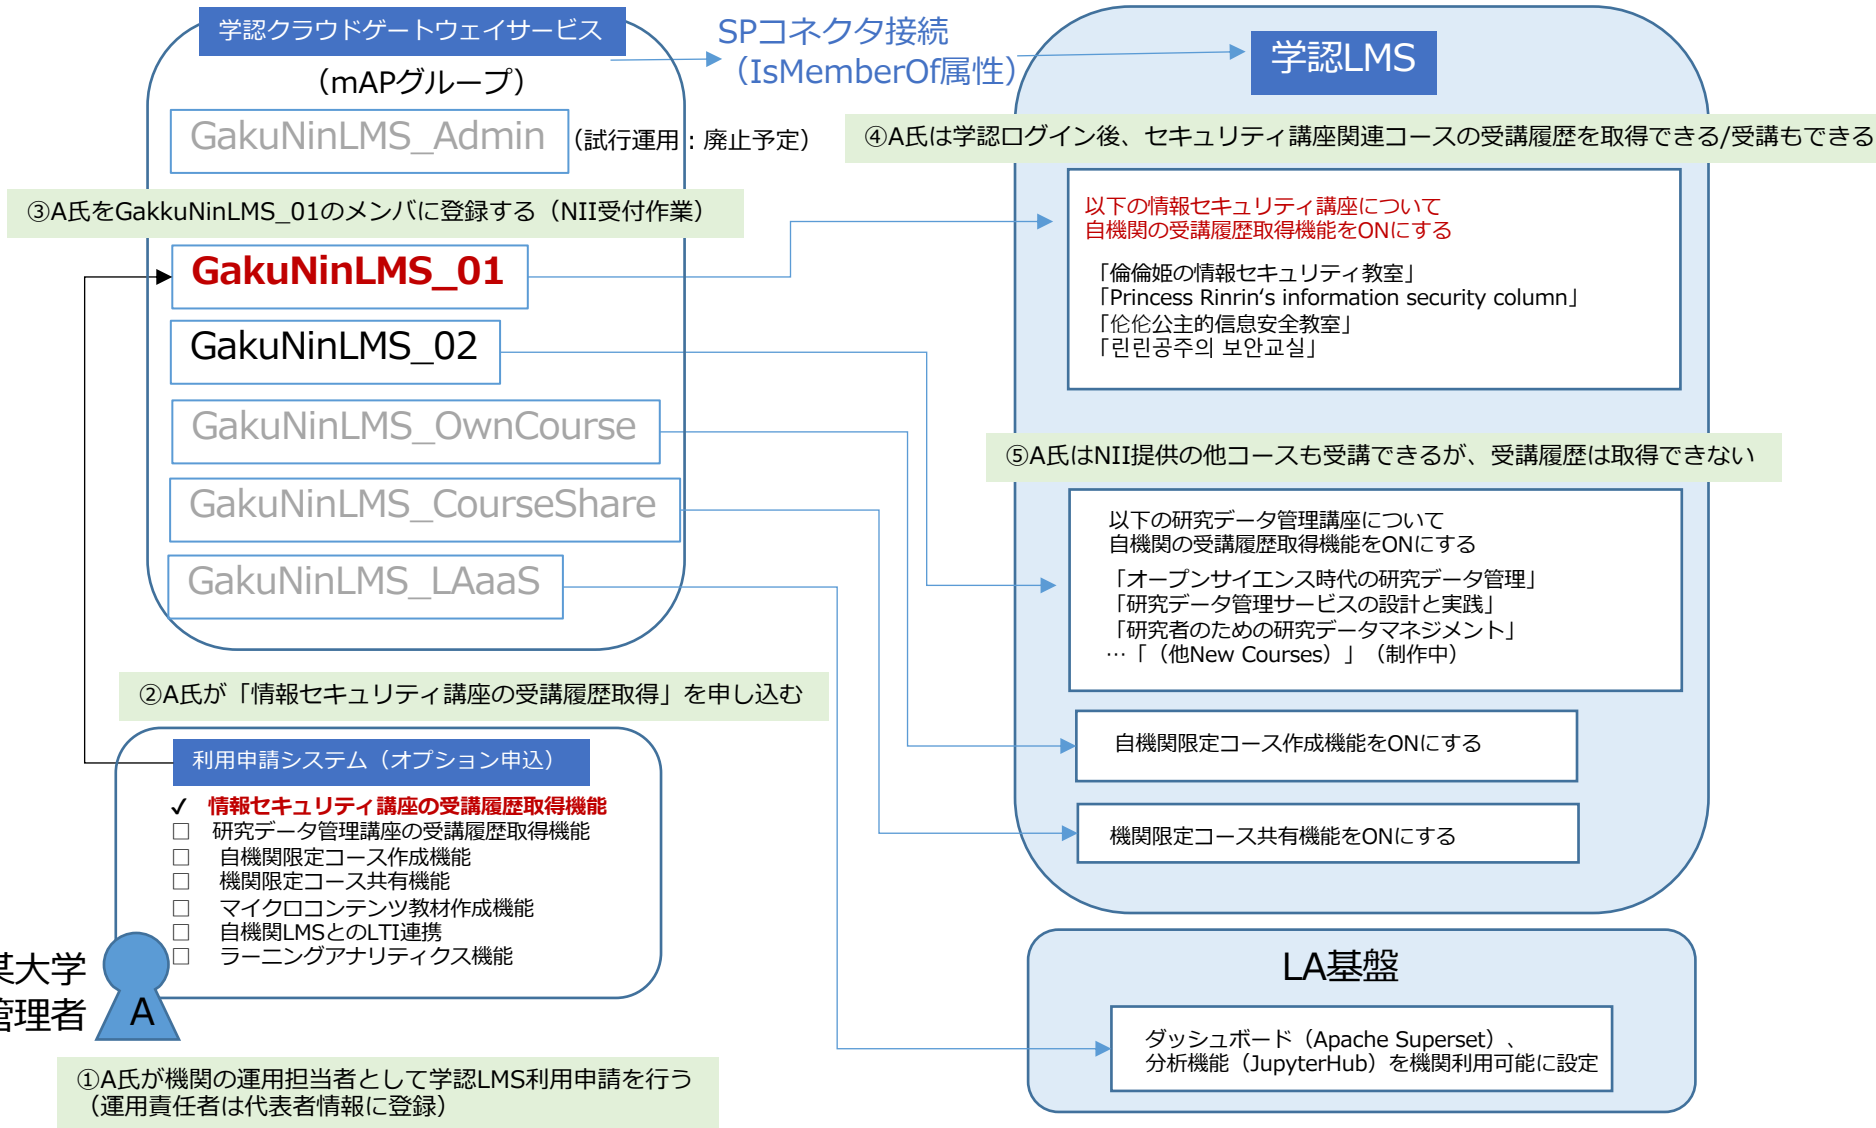 学認クラウドゲートウェイサービス
（mAPグループ）
SPコネクタ接続
（IsMemberOf属性）
学認LMS
GakuNinLMS_Admin
（試行運用：廃止予定）
④A氏は学認ログイン後、セキュリティ講座関連コースの受講履歴を取得できる/受講もできる
③A氏をGakkuNinLMS_01のメンバに登録する（NII受付作業）
以下の情報セキュリティ講座について
自機関の受講履歴取得機能をONにする
「倫倫姫の情報セキュリティ教室」
「Princess Rinrin‘s information security column」
「伦伦公主的信息安全教室」
「린린공주의 보안교실」
GakuNinLMS_01
GakuNinLMS_02
GakuNinLMS_OwnCourse
GakuNinLMS_CourseShare
GakuNinLMS_LAaaS
⑤A氏はNII提供の他コースも受講できるが、受講履歴は取得できない
以下の研究データ管理講座について
自機関の受講履歴取得機能をONにする
「オープンサイエンス時代の研究データ管理」
「研究データ管理サービスの設計と実践」
「研究者のための研究データマネジメント」
…「（他New Courses）」（制作中）
②A氏が「情報セキュリティ講座の受講履歴取得」を申し込む
自機関限定コース作成機能をONにする
機関限定コース共有機能をONにする
利用申請システム（オプション申込）
✓ 情報セキュリティ講座の受講履歴取得機能
□ 研究データ管理講座の受講履歴取得機能
□ 自機関限定コース作成機能
□ 機関限定コース共有機能
□ マイクロコンテンツ教材作成機能
□ 自機関LMSとのLTI連携
□ ラーニングアナリティクス機能
某大学
管理者
A
LA基盤
ダッシュボード（Apache Superset）、
分析機能（JupyterHub）を機関利用可能に設定
①A氏が機関の運用担当者として学認LMS利用申請を行う
（運用責任者は代表者情報に登録）